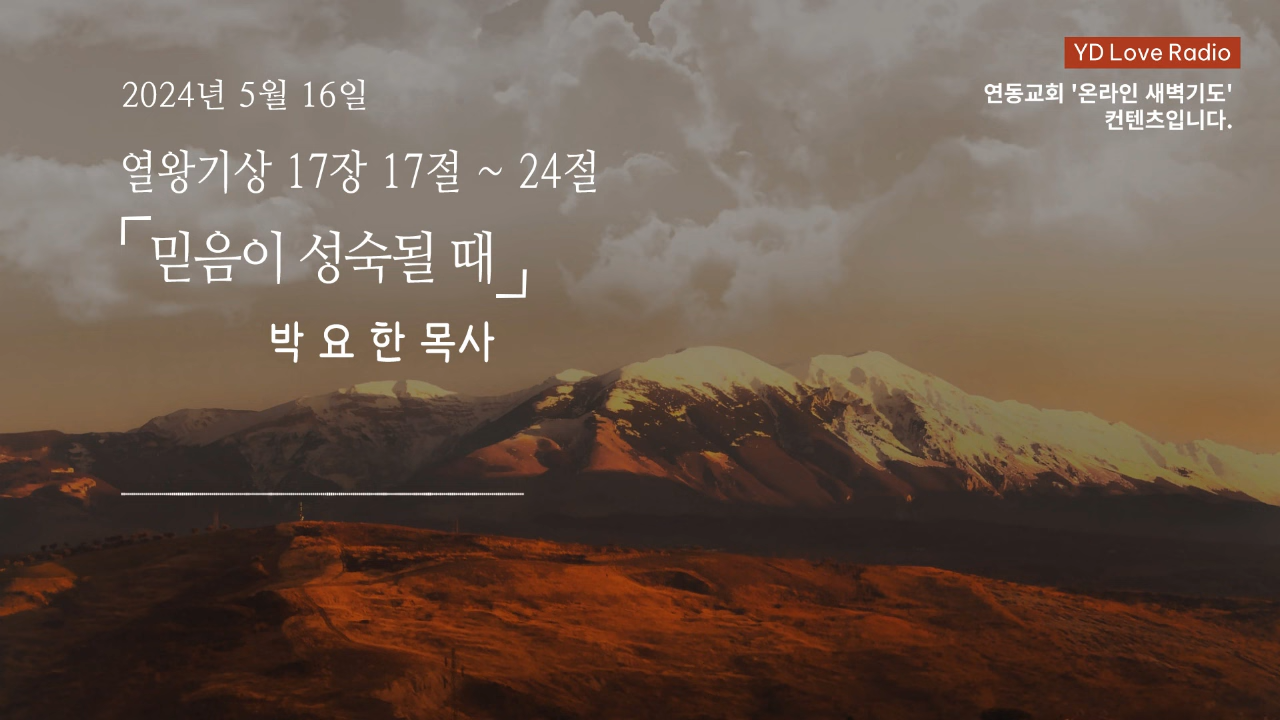 YD Love Radio
연동교회 '온라인 새벽기도'
컨텐츠입니다.
2024년 5월 16일
열왕기상 17장 17절 ~ 24절
「믿음이 성숙될 때」
박 요 한 목사